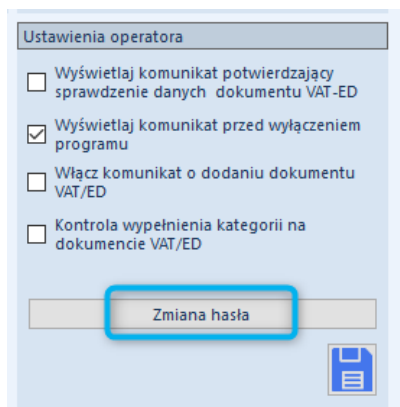 Ustawienia operatora
Wyświetlaj komunikat potwierdzający
sprawdzenie danych  dokumentu VAT-ED
Wyświetlaj komunikat przed wyłączeniem
programu
Włącz komunikat o dodaniu dokumentu
VAT/ED
Kontrola wypełnienia kategorii na
dokumencie VAT/ED
Zmiana hasła